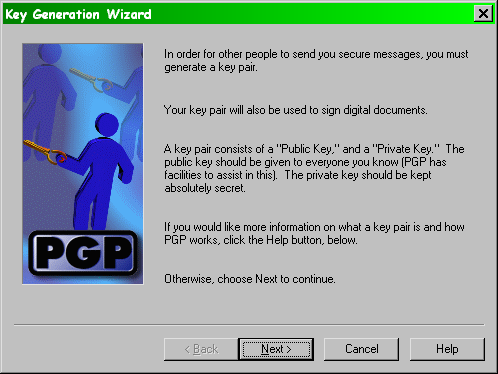 Key Generation Wizard
In order for other people to send you secure messages, you must
generate a key pair.
Your key pair will also be used to sign digital documents.
A key pair consists of a "Public Key," and a "Private Key." The
public key should be given to everyone you know (PGP has
facilities to assist in this). The private key should be kept
absolutely secret.
If you would like more information on what a key pair is and how
PGP works, click the Help button, below.
Otherwise, choose Next to continue.
PGP
< Back Next > Cancel Help